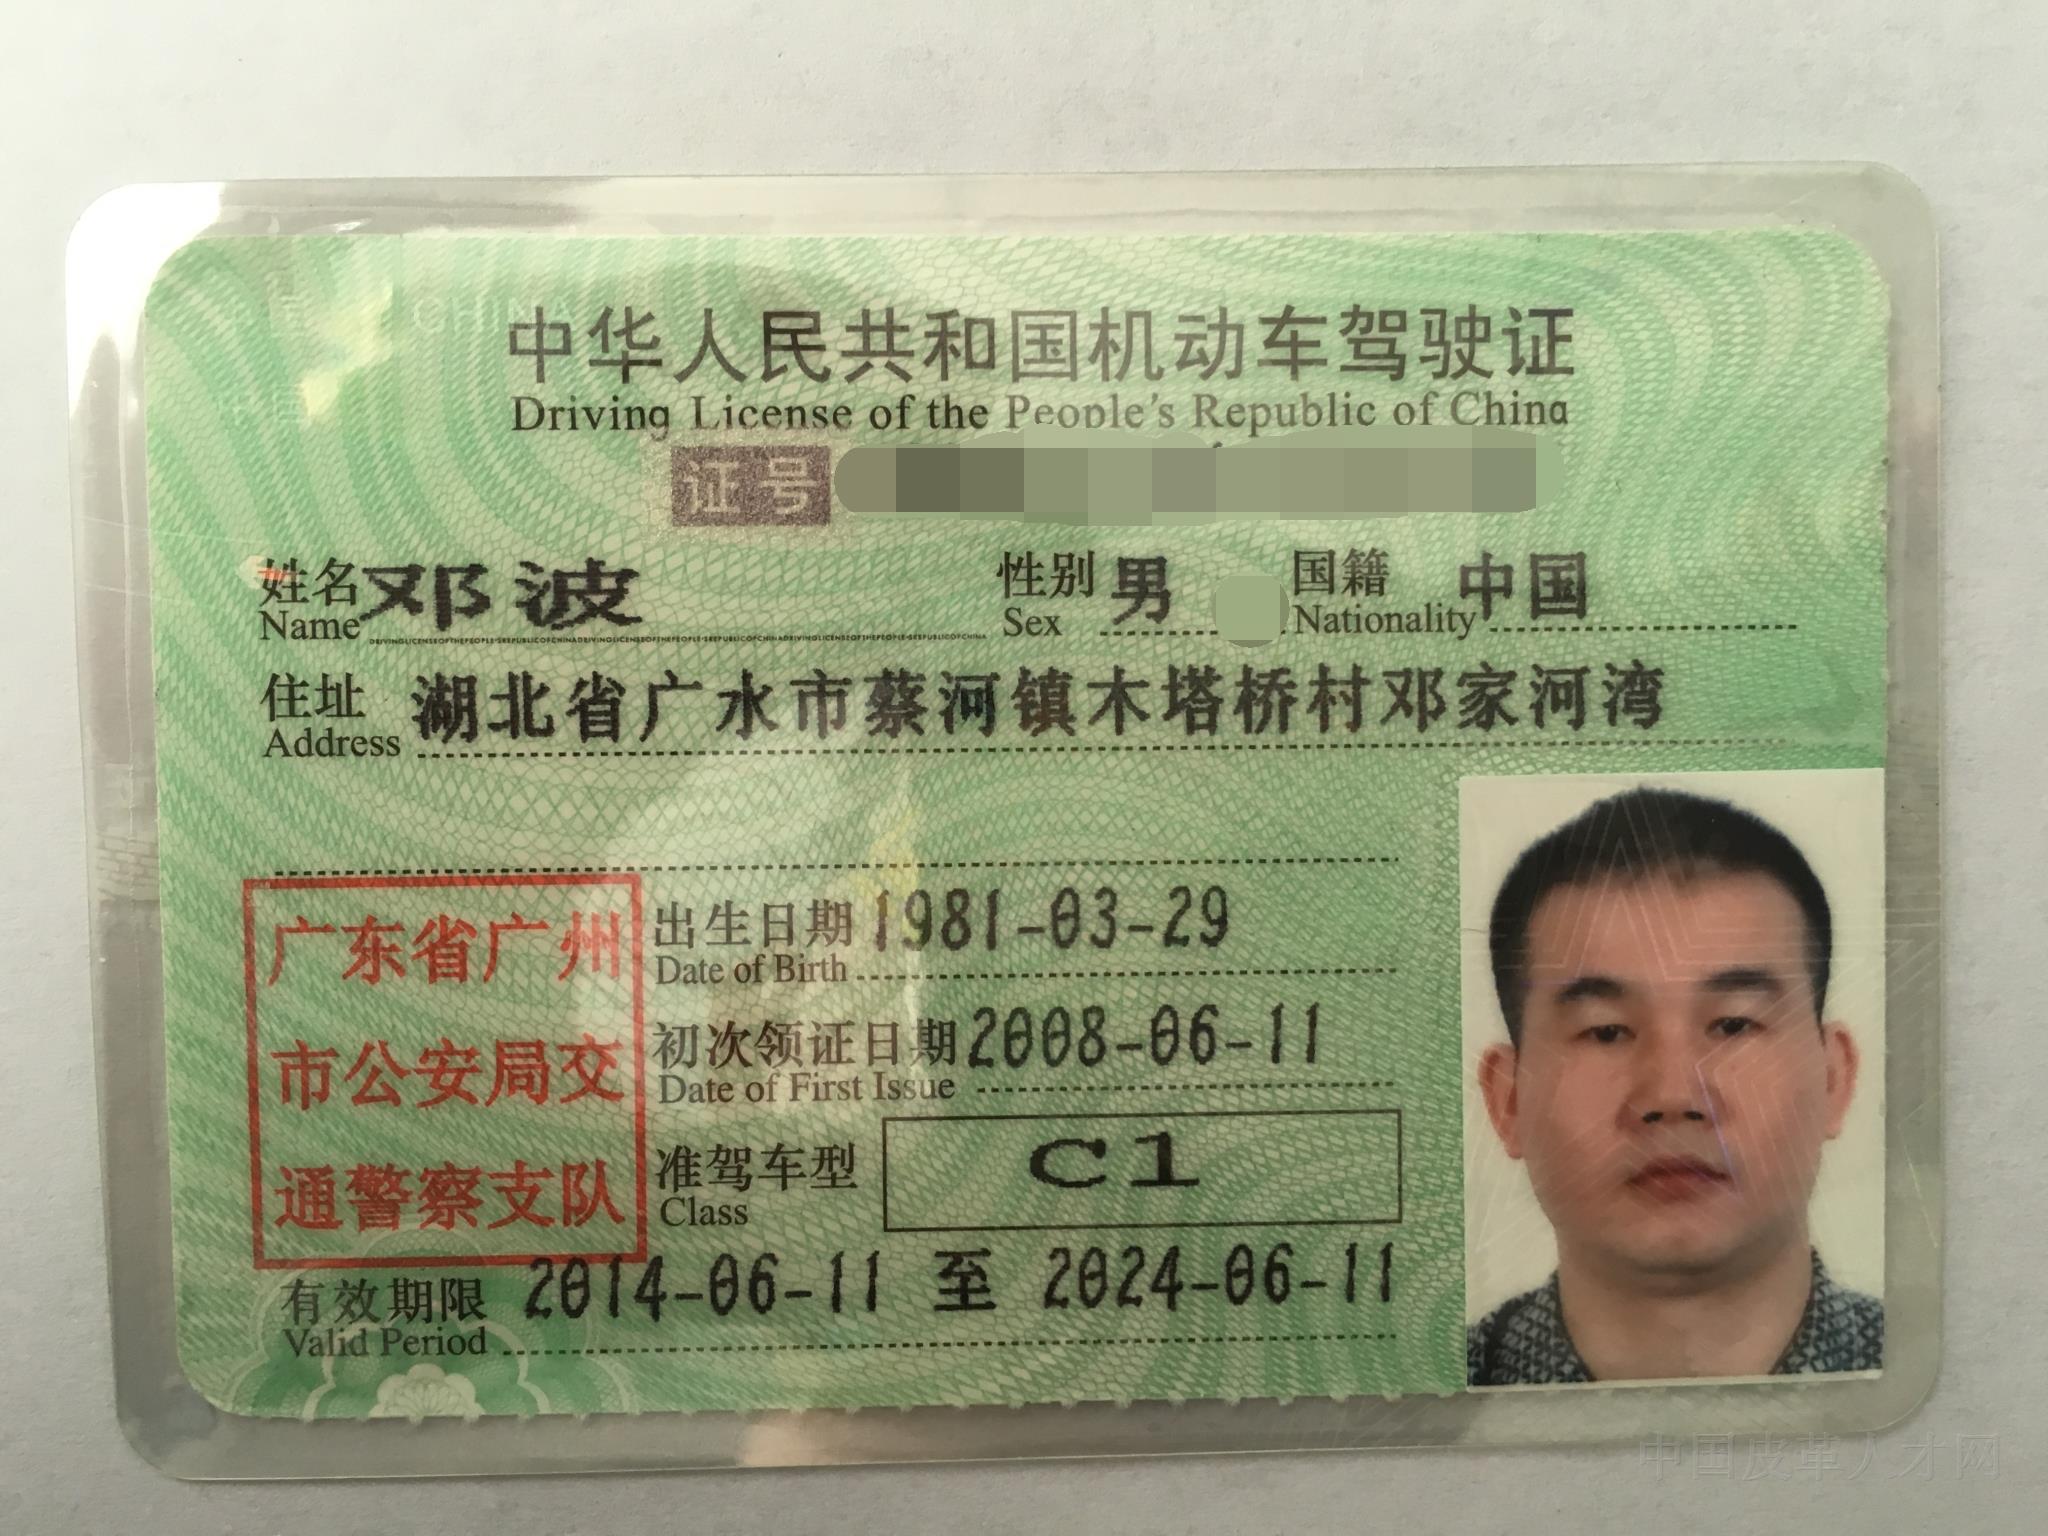 中华人民共和国机动车驾驶证
Driving License of the People's Republic of China
证号
姓名 邓波 性别 男 国籍 中国
Name Sex Nationality
住址 湖北省广水市蔡河镇木塔桥村邓家河湾
Address
广东省广州
市公安局交
通警察支队
出生日期 1981-03-29
Date of Birth
初次领证日期 2008-06-11
Date of First Issue
准驾车型 C1
Class
有效期限 2014-06-11 至 2024-06-11
Valid Period
中国皮革人才网